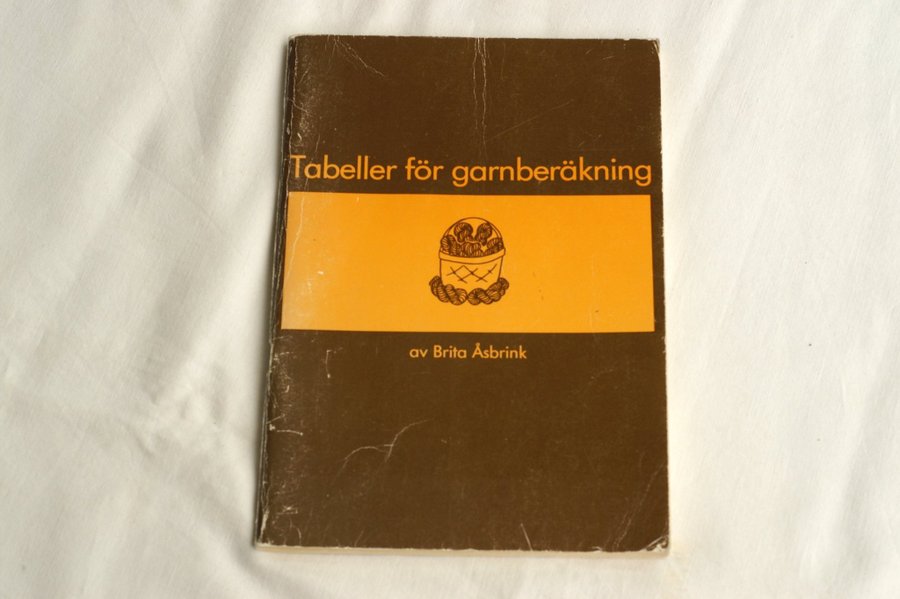 Tabeller för garnberäkning
av Brita Åsbrink